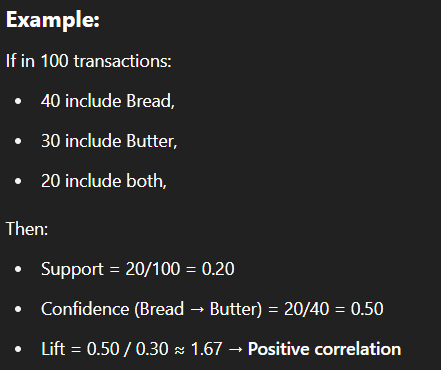 Example:
If in 100 transactions:
• 40 include Bread,
• 30 include Butter,
• 20 include both,
Then:
• Support = 20/100 = 0.20
• Confidence (Bread → Butter) = 20/40 = 0.50
• Lift = 0.50 / 0.30 ≈ 1.67 → Positive correlation